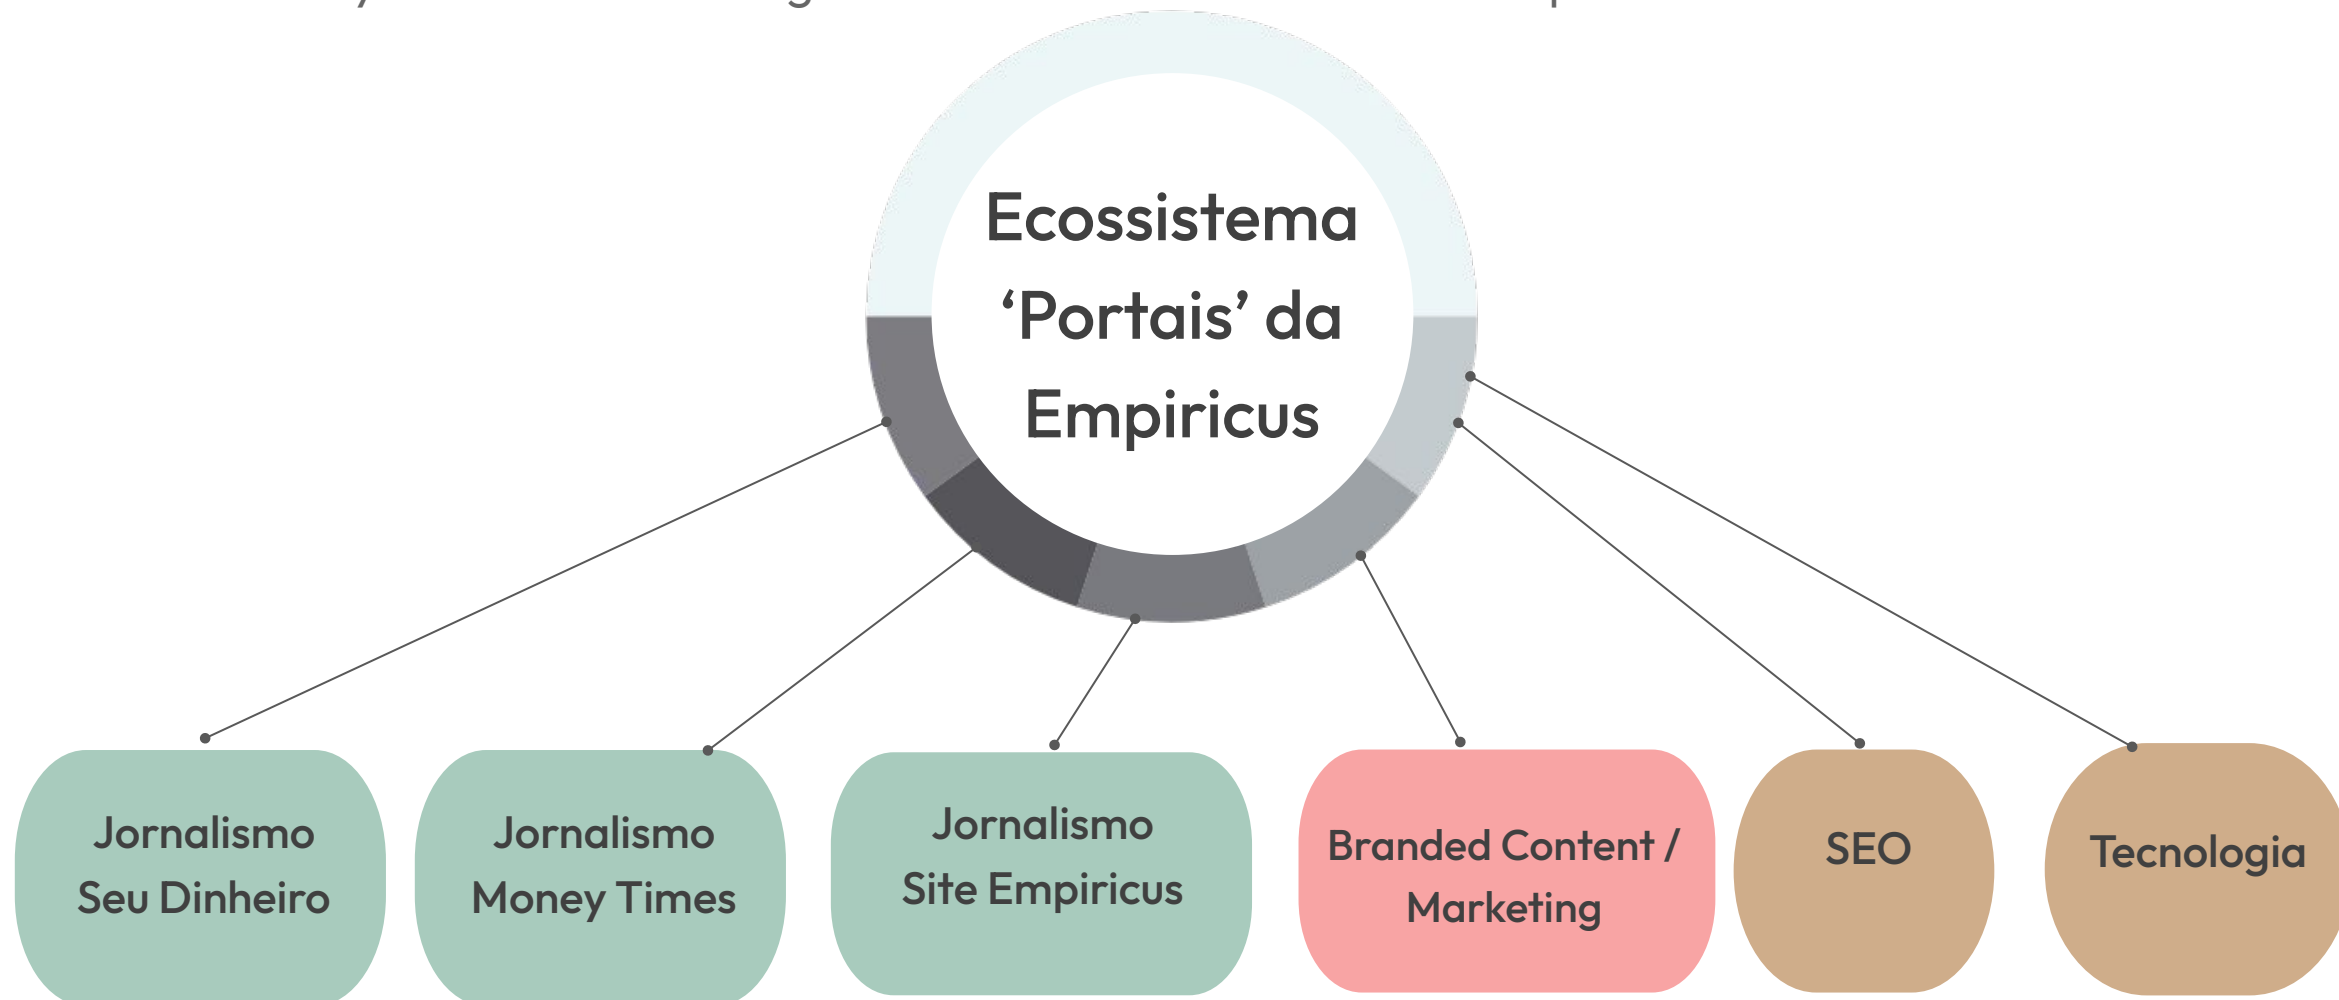 Ecossistema
‘Portais’ da
Empiricus
Jornalismo
Seu Dinheiro
Jornalismo
Money Times
Jornalismo
Site Empiricus
Branded Content /
Marketing
SEO
Tecnologia